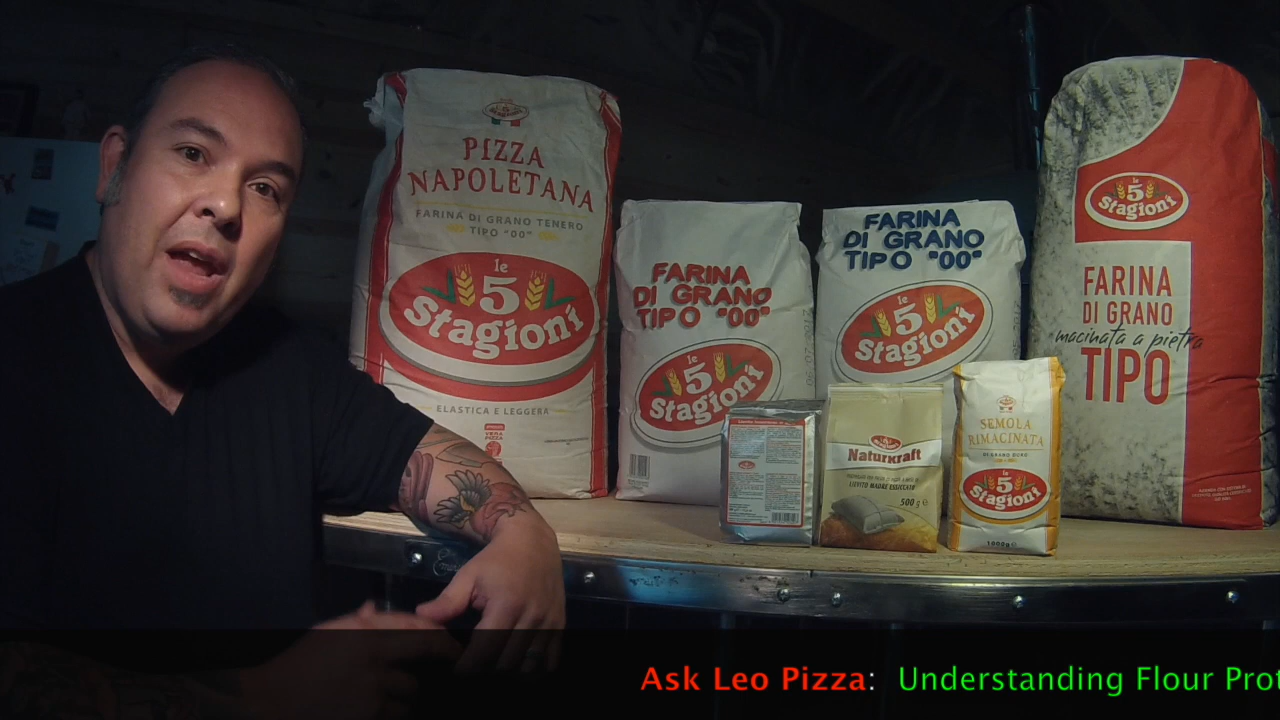 PIZZA
NAPOLETANA
FARINA DI GRANO TENERO
TIPO "00"
le
5
Stagioni
ELASTICA E LEGGERA
VERA
PIZZA
FARINA
DI GRANO
TIPO "00"
le
5
Stagioni
FARINA
DI GRANO
TIPO "00"
le
5
Stagioni
le
5
Stagioni
FARINA
DI GRANO
macinata a pietra
TIPO
Naturkraft
LIEVITO MADRE ESSICCATO
500 g e
SEMOLA
RIMACINATA
DI GRANO DURO
le
5
Stagioni
1000g e
Ask Leo Pizza: Understanding Flour Prot